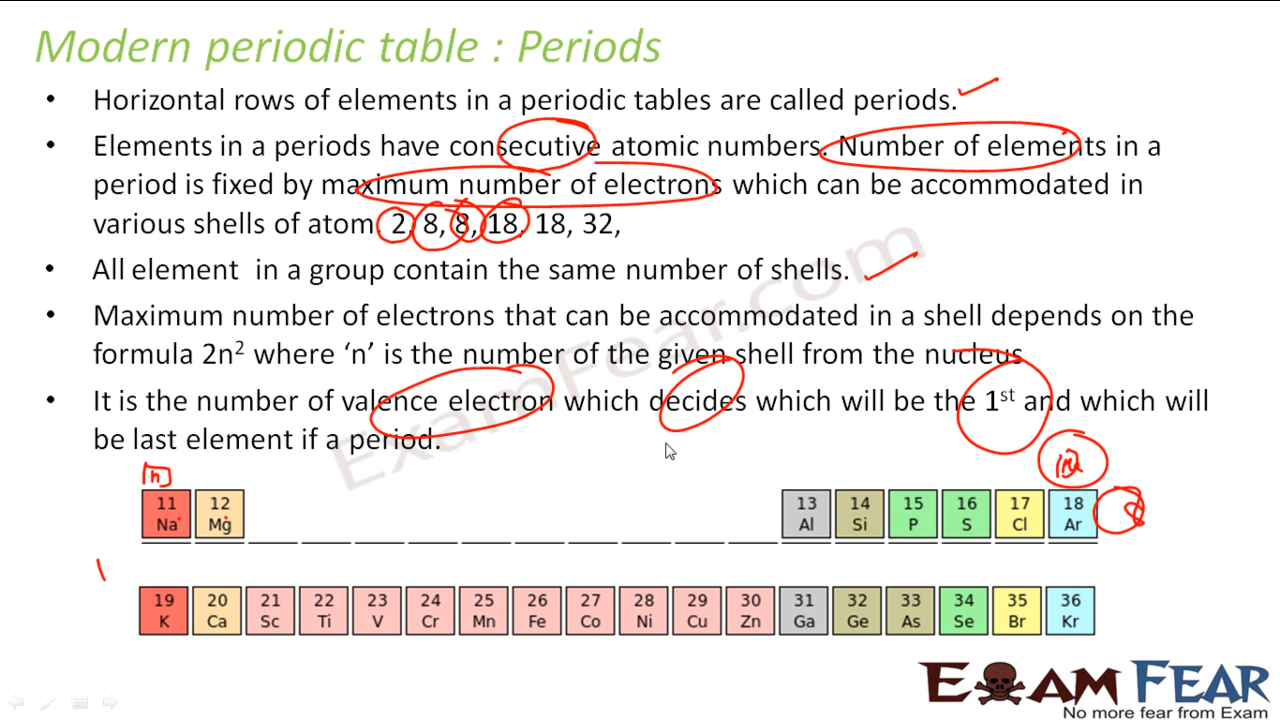 Modern periodic table : Periods
• Horizontal rows of elements in a periodic tables are called periods.
• Elements in a periods have consecutive atomic numbers. Number of elements in a
period is fixed by maximum number of electrons which can be accommodated in
various shells of atom. 2, 8, 8, 18, 18, 32,
• All element in a group contain the same number of shells.
• Maximum number of electrons that can be accommodated in a shell depends on the
formula 2n² where ‘n’ is the number of the given shell from the nucleus
• It is the number of valence electron which decides which will be the 1st and which will
be last element if a period.
11 12 13 14 15 16 17 18
Na Mg Al Si P S Cl Ar
19 20 21 22 23 24 25 26 27 28 29 30 31 32 33 34 35 36
K Ca Sc Ti V Cr Mn Fe Co Ni Cu Zn Ga Ge As Se Br Kr
ExamFear.com
EXAM FEAR
No more fear from Exam